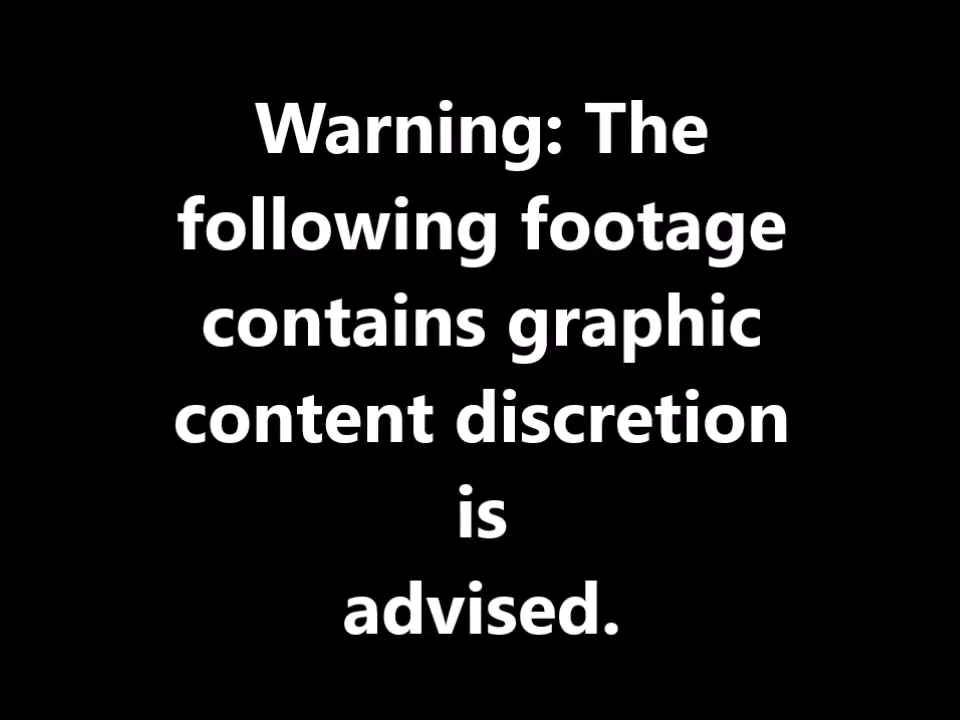 Warning: The
following footage
contains graphic
content discretion
is
advised.